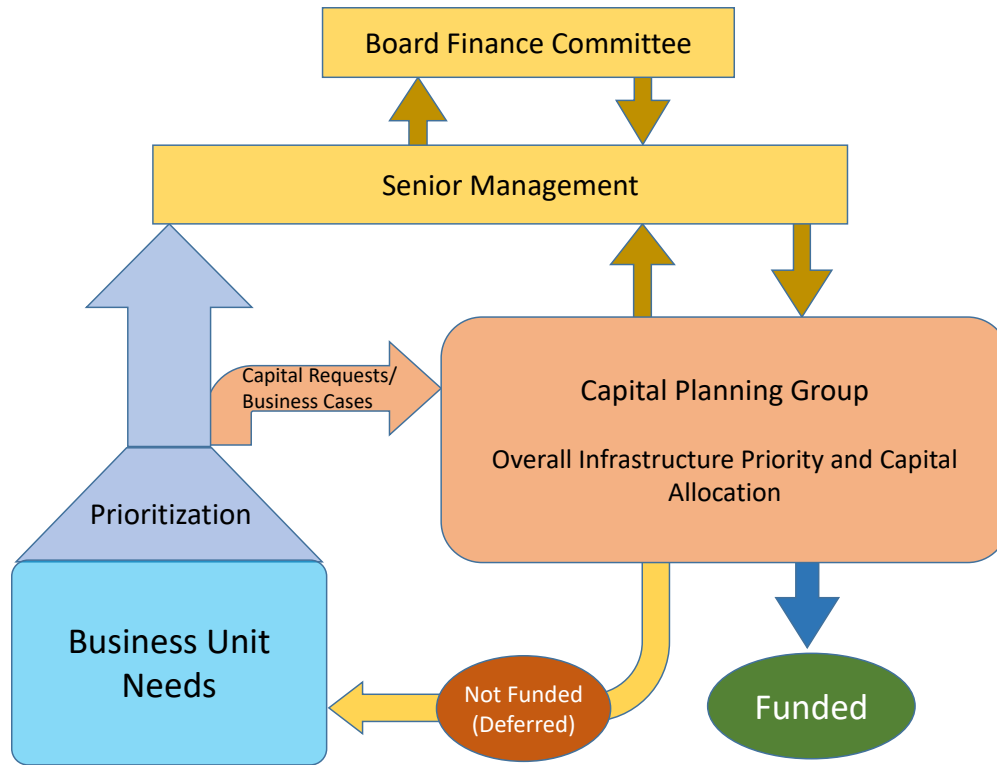 Board Finance Committee
Senior Management
Capital Requests/
Business Cases
Capital Planning Group
Overall Infrastructure Priority and Capital
Allocation
Prioritization
Business Unit
Needs
Not Funded
(Deferred)
Funded